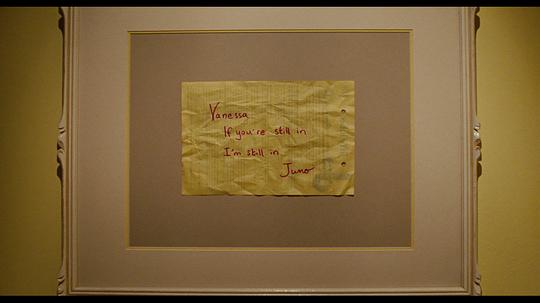 Vanessa
If you're still in
I'm still in
Juno